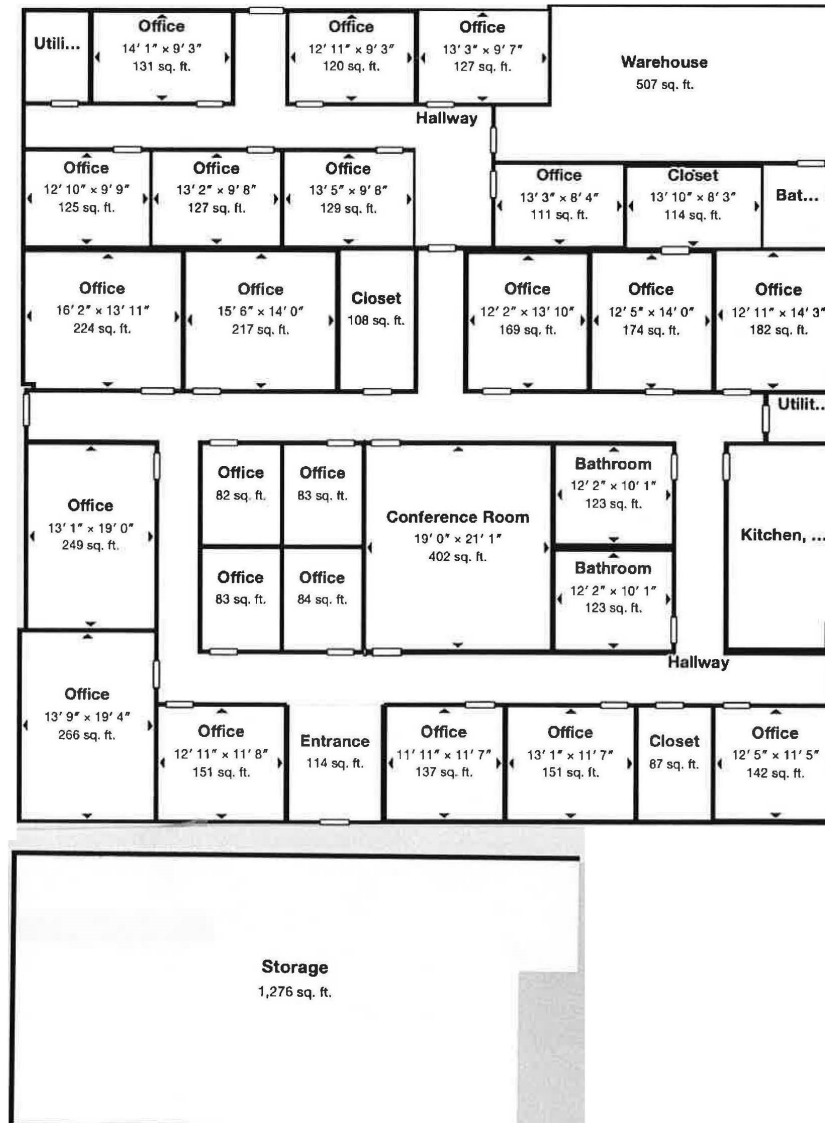 Utili...
Office
14' 1" × 9' 3"
131 sq. ft.
Office
12' 11" × 9' 3"
120 sq. ft.
Office
13' 3" × 9' 7"
127 sq. ft.
Warehouse
507 sq. ft.
Hallway
Office
12' 10" × 9' 9"
125 sq. ft.
Office
13' 2" × 9' 8"
127 sq. ft.
Office
13' 5" × 9' 8"
129 sq. ft.
Office
13' 3" × 8' 4"
111 sq. ft.
Closet
13' 10" × 8' 3"
114 sq. ft.
Bat...
Office
16' 2" × 13' 11"
224 sq. ft.
Office
15' 6" × 14' 0"
217 sq. ft.
Closet
108 sq. ft.
Office
12' 2" × 13' 10"
169 sq. ft.
Office
12' 5" × 14' 0"
174 sq. ft.
Office
12' 11" × 14' 3"
182 sq. ft.
Utilit...
Office
13' 1" × 19' 0"
249 sq. ft.
Office
82 sq. ft.
Office
83 sq. ft.
Office
83 sq. ft.
Office
84 sq. ft.
Conference Room
19' 0" × 21' 1"
402 sq. ft.
Bathroom
12' 2" × 10' 1"
123 sq. ft.
Bathroom
12' 2" × 10' 1"
123 sq. ft.
Kitchen, ...
Hallway
Office
13' 9" × 19' 4"
266 sq. ft.
Office
12' 11" × 11' 8"
151 sq. ft.
Entrance
114 sq. ft.
Office
11' 11" × 11' 7"
137 sq. ft.
Office
13' 1" × 11' 7"
151 sq. ft.
Closet
87 sq. ft.
Office
12' 5" × 11' 5"
142 sq. ft.
Storage
1,276 sq. ft.